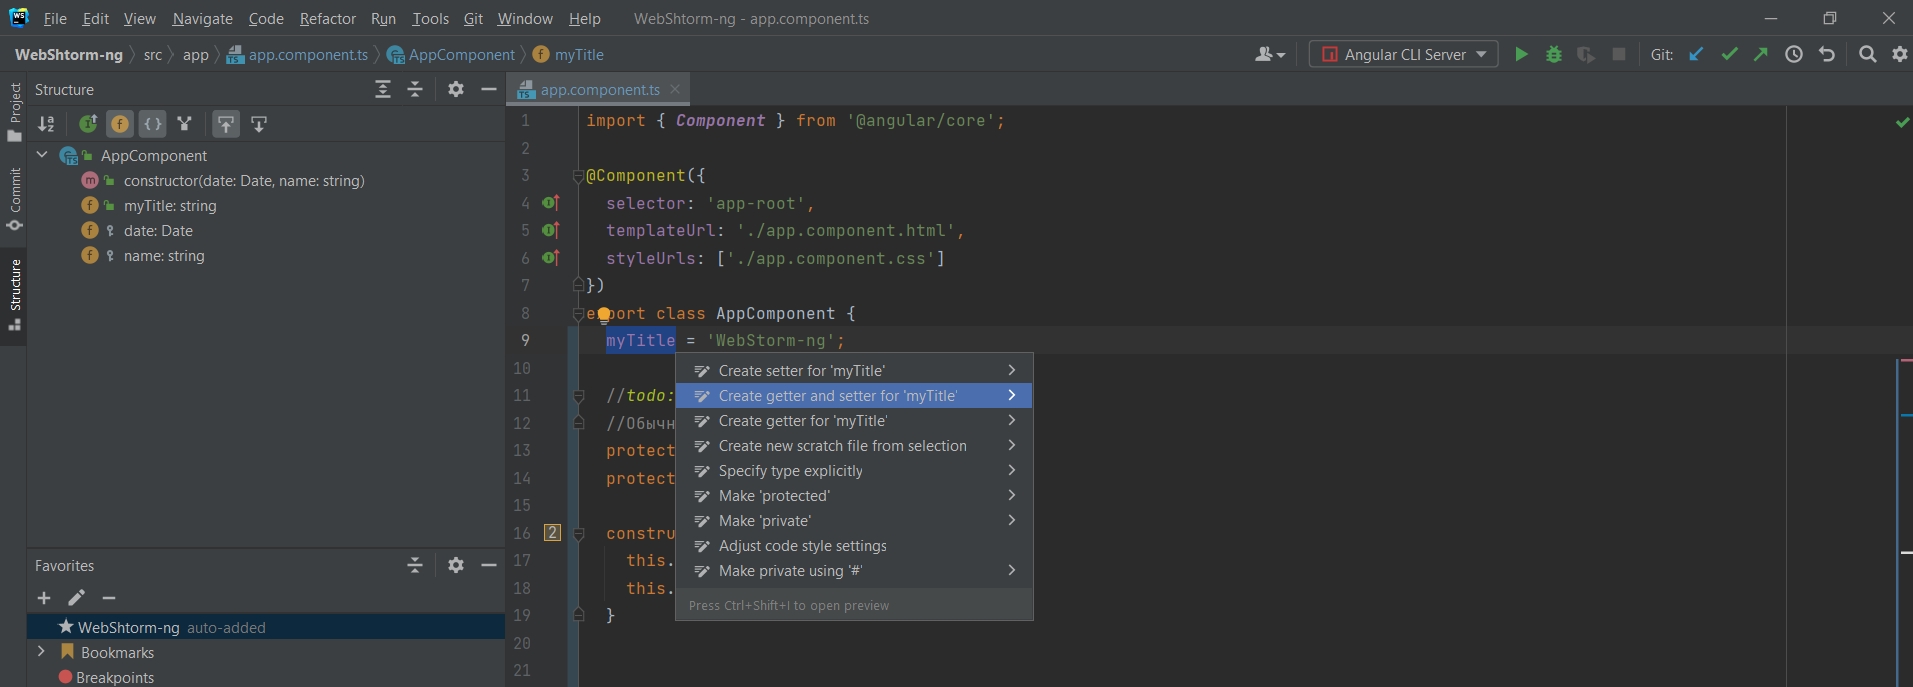 File Edit View Navigate Code Refactor Run Tools Git Window Help WebShtorm-ng - app.component.ts
WebShtorm-ng src app app.component.ts AppComponent myTitle Angular CLI Server Git:
Project
Commit
Structure
Structure
AppComponent
constructor(date: Date, name: string)
myTitle: string
date: Date
name: string
Favorites
WebShtorm-ng auto-added
Bookmarks
Breakpoints
app.component.ts
1 import { Component } from '@angular/core';
2
3 @Component({
4 selector: 'app-root',
5 templateUrl: './app.component.html',
6 styleUrls: ['./app.component.css']
7 })
8 export class AppComponent {
9 myTitle = 'WebStorm-ng';
10
11 //todo:
12 //Обычн
13 protect
14 protect
15
16 2 constru
17 this.
18 this.
19 }
20
21
Create setter for 'myTitle'
Create getter and setter for 'myTitle'
Create getter for 'myTitle'
Create new scratch file from selection
Specify type explicitly
Make 'protected'
Make 'private'
Adjust code style settings
Make private using '#'
Press Ctrl+Shift+I to open preview